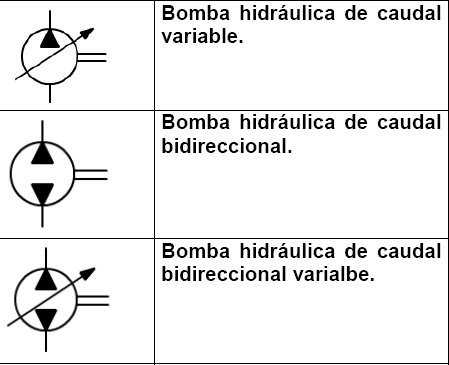 Bomba hidráulica de caudal
variable.
Bomba hidráulica de caudal
bidireccional.
Bomba hidráulica de caudal
bidireccional varialbe.